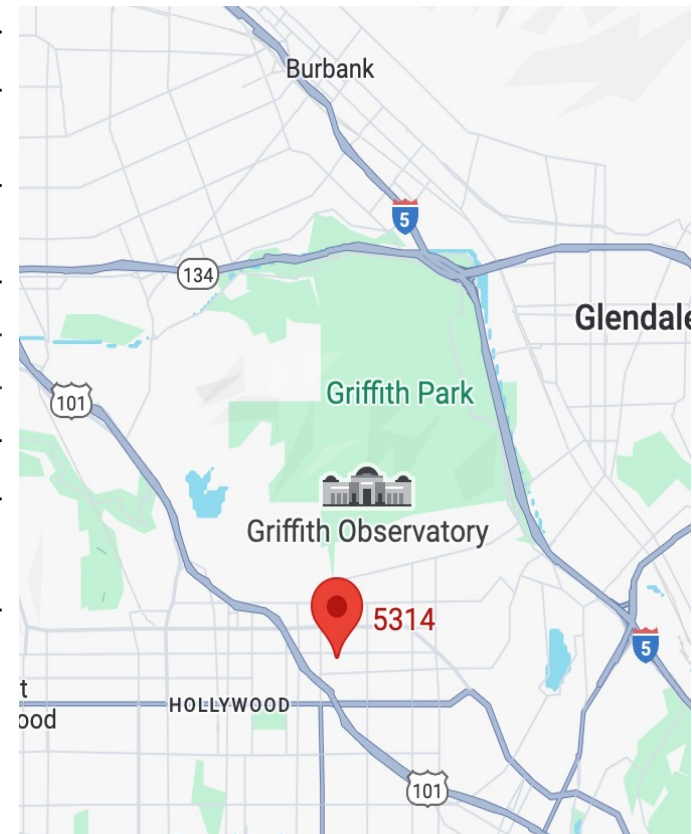 Burbank
5
134
Glendale
Griffith Park
101
Griffith Observatory
5314
5
t
ood
HOLLYWOOD
101